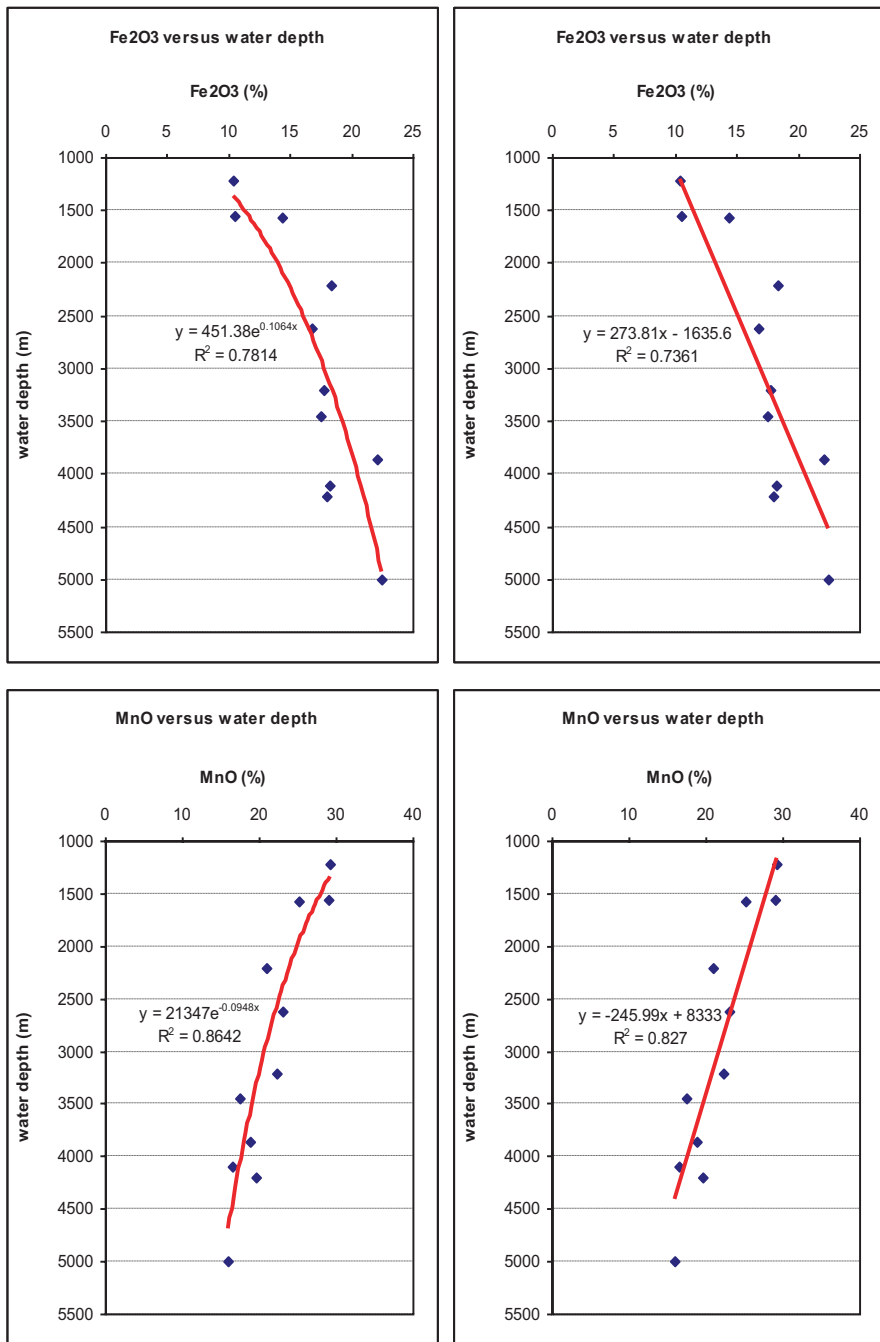 Fe2O3 versus water depth
Fe2O3 (%)
0 5 10 15 20 25
1000
1500
2000
2500
3000
3500
4000
4500
5000
5500
water depth (m)
y = 451.38e^0.1064x
R² = 0.7814
Fe2O3 versus water depth
Fe2O3 (%)
0 5 10 15 20 25
1000
1500
2000
2500
3000
3500
4000
4500
5000
5500
water depth (m)
y = 273.81x - 1635.6
R² = 0.7361
MnO versus water depth
MnO (%)
0 10 20 30 40
1000
1500
2000
2500
3000
3500
4000
4500
5000
5500
water depth (m)
y = 21347e^-0.0948x
R² = 0.8642
MnO versus water depth
MnO (%)
0 10 20 30 40
1000
1500
2000
2500
3000
3500
4000
4500
5000
5500
water depth (m)
y = -245.99x + 8333
R² = 0.827